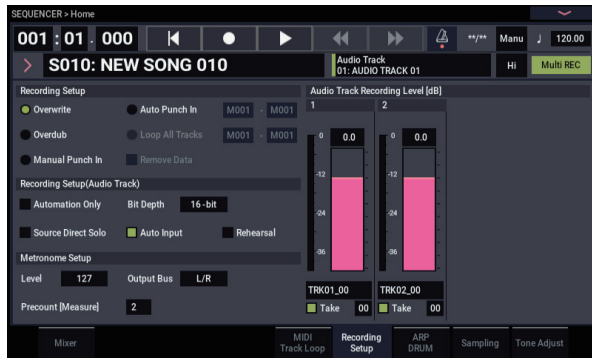 SEQUENCER > Home
001 : 01 . 000 **/** Manu ♩ 120.00
S010: NEW SONG 010
Audio Track
01: AUDIO TRACK 01
Hi
Multi REC
Recording Setup
Overwrite Auto Punch In M001 - M001
Overdub Loop All Tracks M001 - M001
Manual Punch In Remove Data
Recording Setup(Audio Track)
Automation Only Bit Depth 16-bit
Source Direct Solo Auto Input Rehearsal
Metronome Setup
Level 127 Output Bus L/R
Precount [Measure] 2
Audio Track Recording Level [dB]
1 2
0 0.0 0 0.0
-12 -12
-24 -24
-36 -36
TRK01_00 TRK02_00
Take 00 Take 00
Mixer
MIDI
Track Loop
Recording
Setup
ARP
DRUM
Sampling
Tone Adjust